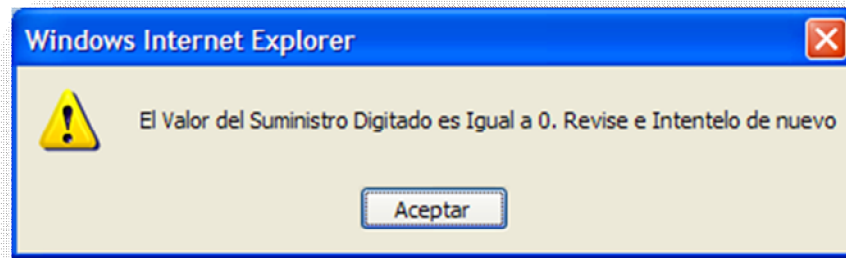 Windows Internet Explorer
El Valor del Suministro Digitado es Igual a 0. Revise e Intentelo de nuevo
Aceptar